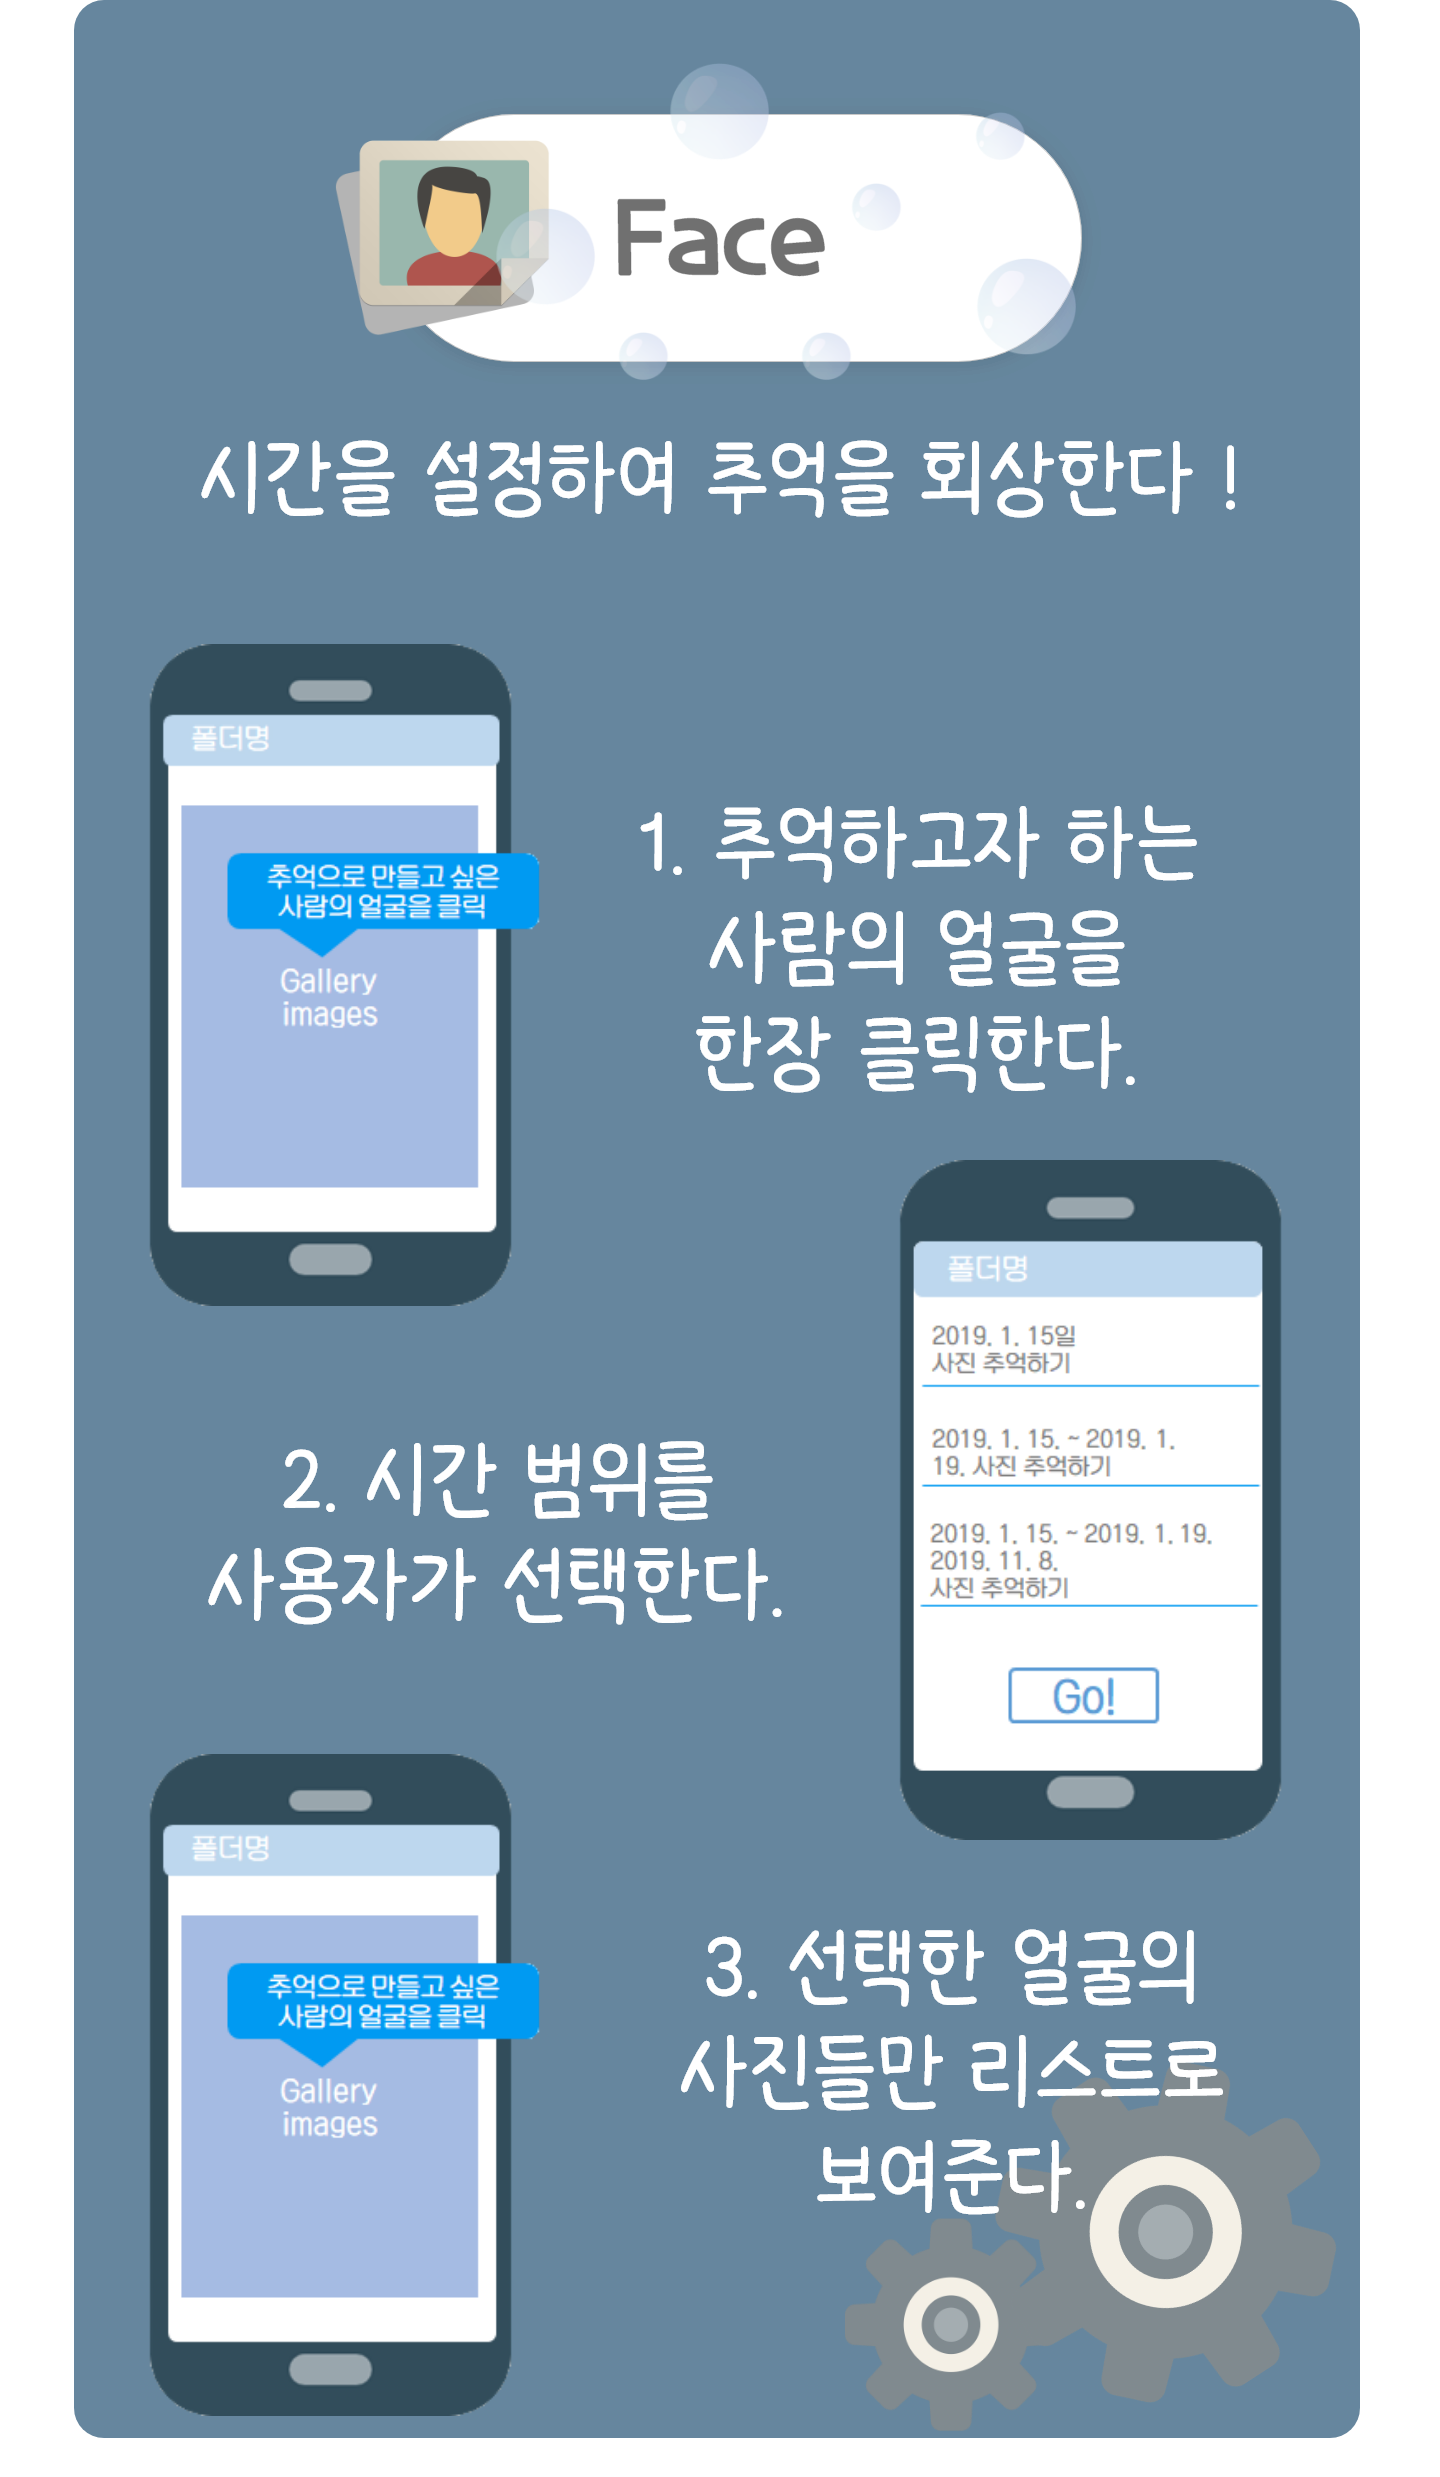 Face
시간을 설정하여 추억을 회상한다 !
폴더명
추억으로 만들고 싶은
사람의 얼굴을 클릭
Gallery
images
1. 추억하고자 하는
사람의 얼굴을
한장 클릭한다.
폴더명
2019. 1. 15일
사진 추억하기
2019. 1. 15. ~ 2019. 1.
19. 사진 추억하기
2019. 1. 15. ~ 2019. 1. 19.
2019. 11. 8.
사진 추억하기
Go!
2. 시간 범위를
사용자가 선택한다.
폴더명
추억으로 만들고 싶은
사람의 얼굴을 클릭
Gallery
images
3. 선택한 얼굴의
사진들만 리스트로
보여준다.